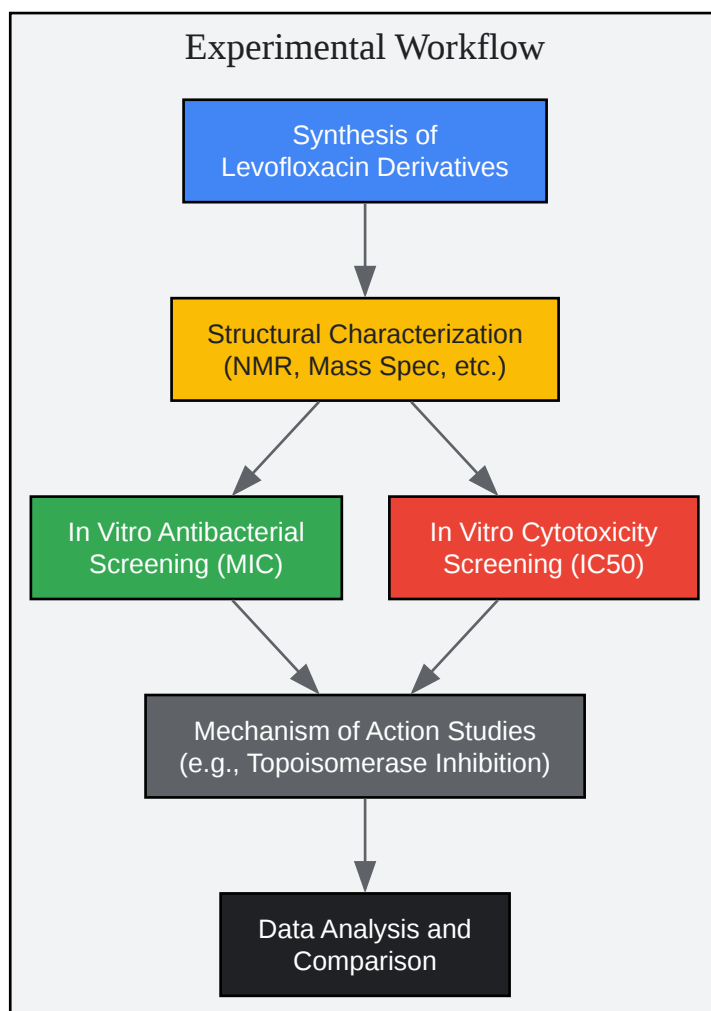 Experimental Workflow
Synthesis of
Levofloxacin Derivatives
Structural Characterization
(NMR, Mass Spec, etc.)
In Vitro Antibacterial
Screening (MIC)
In Vitro Cytotoxicity
Screening (IC50)
Mechanism of Action Studies
(e.g., Topoisomerase Inhibition)
Data Analysis and
Comparison